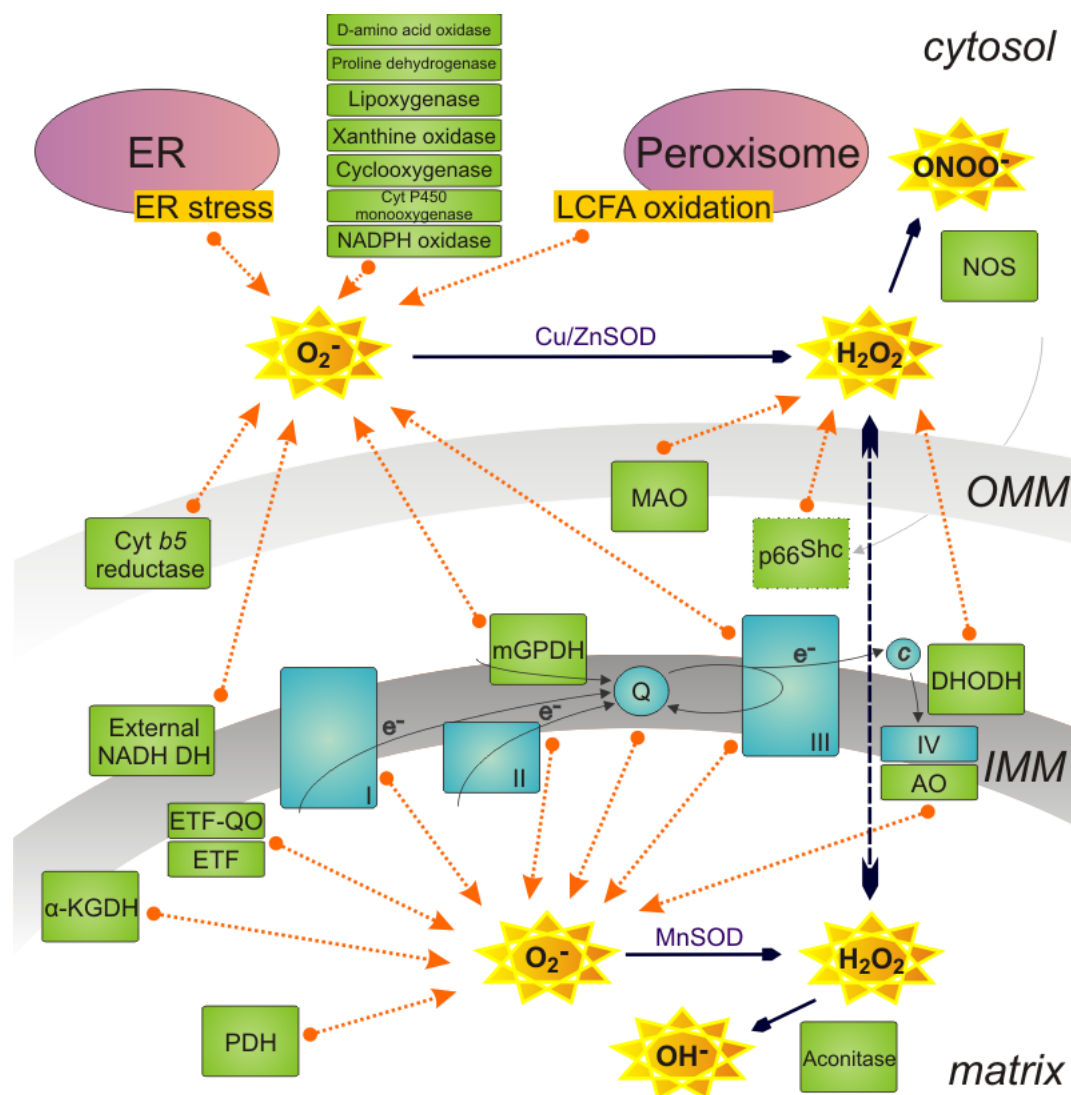 D-amino acid oxidase
cytosol
Proline dehydrogenase
Lipoxygenase
Xanthine oxidase
Cyclooxygenase
Cyt P450
monooxygenase
NADPH oxidase
ER
ER stress
Peroxisome
LCFA oxidation
ONOO⁻
NOS
O₂⁻
Cu/ZnSOD
H₂O₂
MAO
OMM
Cyt b5
reductase
p66Shc
mGPDH
e⁻
c
DHODH
Q
External
NADH DH
e⁻
e⁻
I
II
III
IV
AO
IMM
ETF-QO
ETF
α-KGDH
O₂⁻
MnSOD
H₂O₂
PDH
OH⁻
Aconitase
matrix